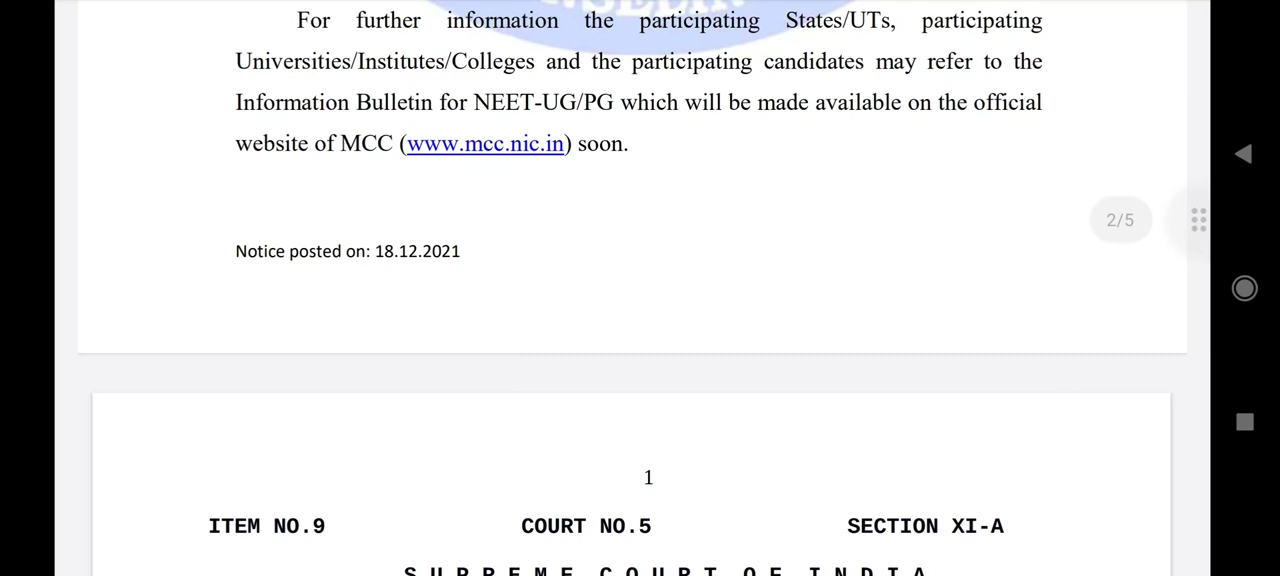 For further information the participating States/UTs, participating
Universities/Institutes/Colleges and the participating candidates may refer to the
Information Bulletin for NEET-UG/PG which will be made available on the official
website of MCC (www.mcc.nic.in) soon.
2/5
Notice posted on: 18.12.2021
1
ITEM NO.9 COURT NO.5 SECTION XI-A
S U P R E M E C O U R T O F I N D I A